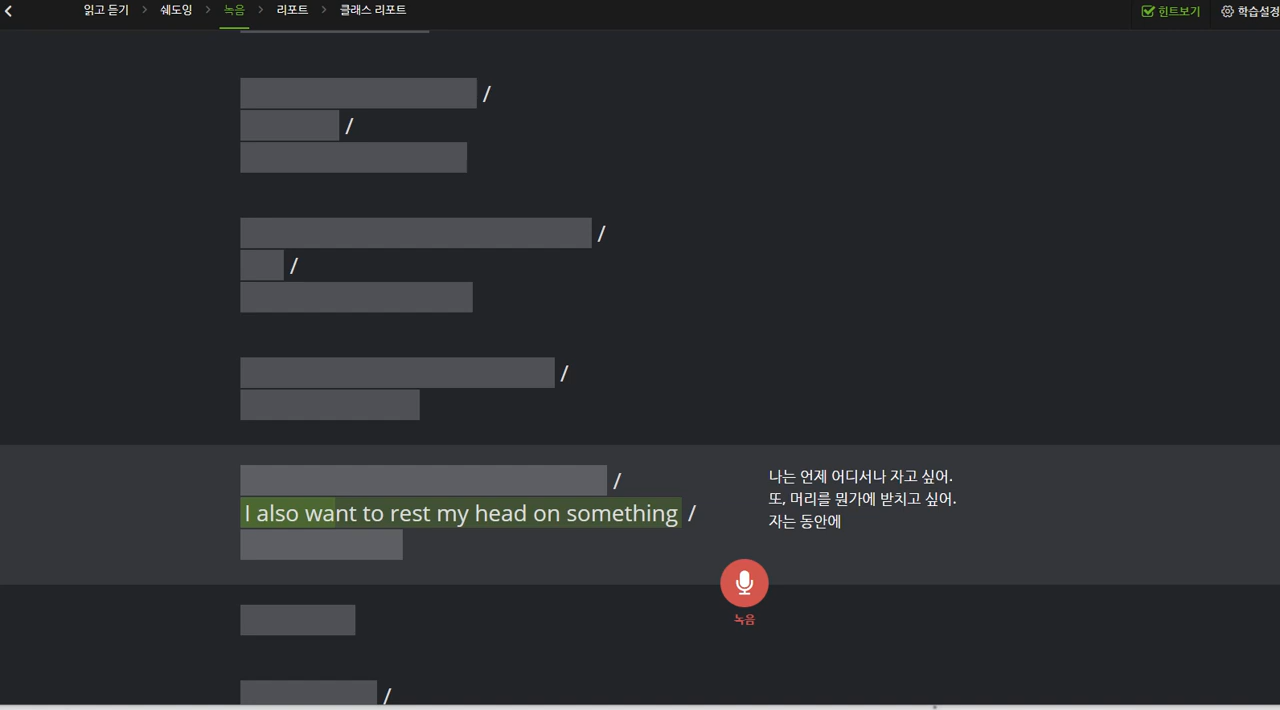 읽고 듣기 > 쉐도잉 > 녹음 > 리포트 > 클래스 리포트
힌트보기
학습설정
/
/
/
/
/
/
나는 언제 어디서나 자고 싶어.
I also want to rest my head on something /
또, 머리를 뭔가에 받치고 싶어.
자는 동안에
녹음
/